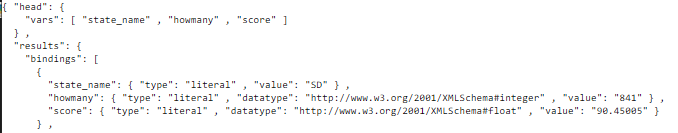 { "head": {
"vars": [ "state_name" , "howmany" , "score" ]
} ,
"results": {
"bindings": [
{
"state_name": { "type": "literal" , "value": "SD" } ,
"howmany": { "type": "literal" , "datatype": "http://www.w3.org/2001/XMLSchema#integer" , "value": "841" } ,
"score": { "type": "literal" , "datatype": "http://www.w3.org/2001/XMLSchema#float" , "value": "90.45005" }
} ,